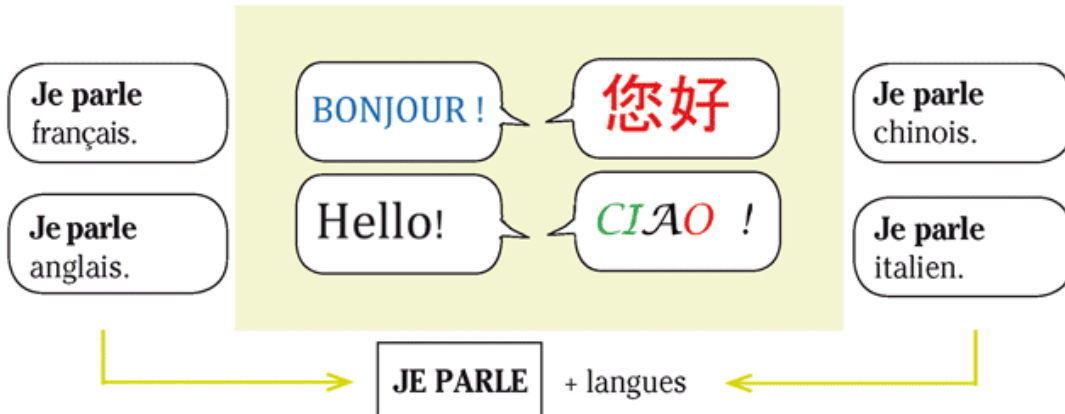 Je parle
français.
BONJOUR !
您好
Je parle
chinois.
Je parle
anglais.
Hello!
CIAO !
Je parle
italien.
JE PARLE + langues